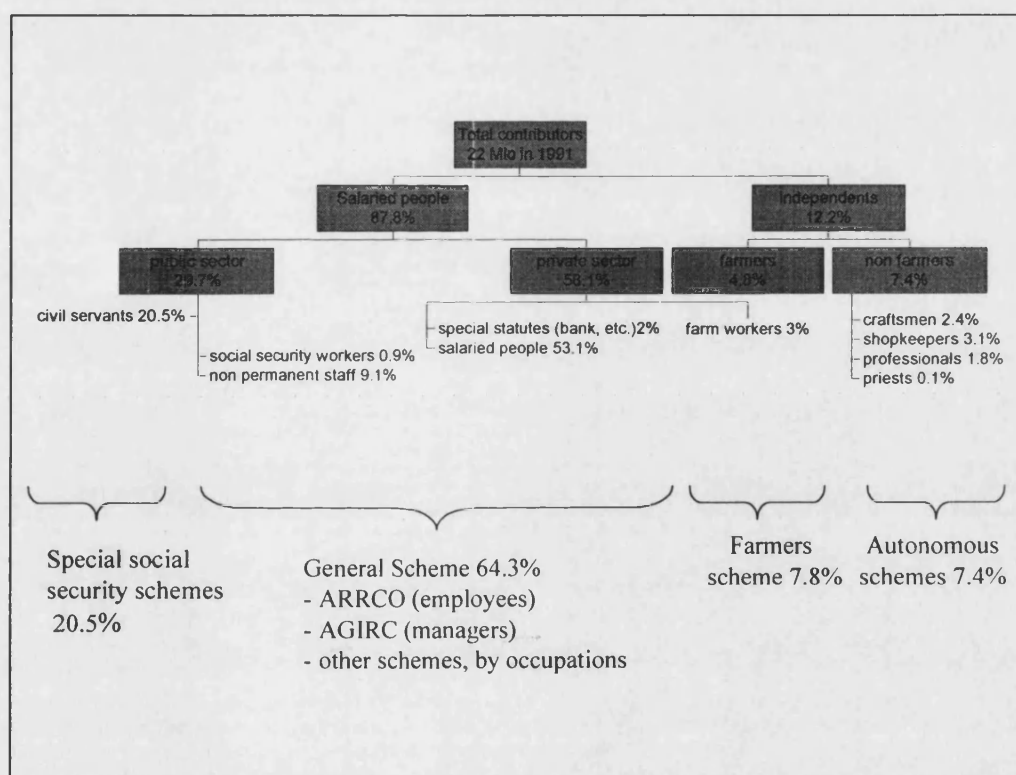 Total contributors
22 Mio in 1991
Salaried people
87.8%
Independents
12.2%
public sector
29.7%
private sector
58.1%
farmers
4.8%
non farmers
7.4%
civil servants 20.5%
social security workers 0.9%
non permanent staff 9.1%
special statutes (bank, etc.)2%
salaried people 53.1%
farm workers 3%
craftsmen 2.4%
shopkeepers 3.1%
professionals 1.8%
priests 0.1%
Special social
security schemes
20.5%
General Scheme 64.3%
- ARRCO (employees)
- AGIRC (managers)
- other schemes, by occupations
Farmers
scheme 7.8%
Autonomous
schemes 7.4%